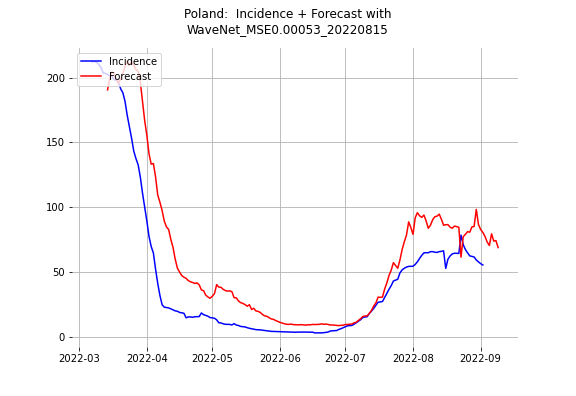 Poland:  Incidence + Forecast with
WaveNet_MSE0.00053_20220815
Incidence
Forecast
200
150
100
50
0
2022-03 2022-04 2022-05 2022-06 2022-07 2022-08 2022-09